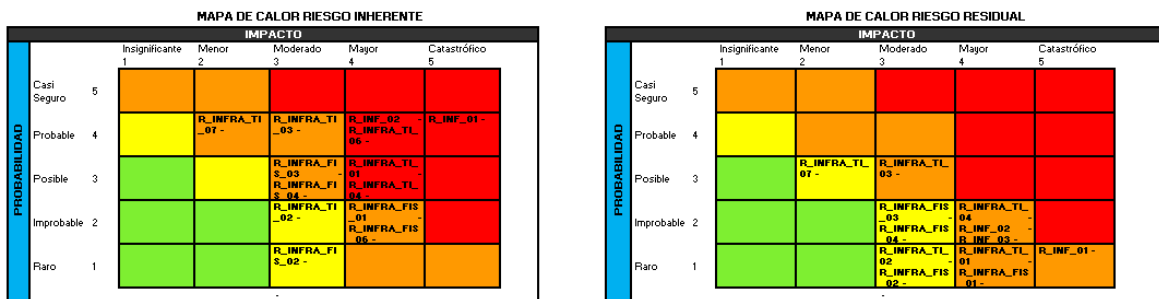 MAPA DE CALOR RIESGO INHERENTE
IMPACTO
Insignificante Menor Moderado Mayor Catastrófico
1 2 3 4 5
PROBABILIDAD
Casi
Seguro 5
Probable 4
R_INFRA_TI
_07 -
R_INFRA_TI
_03 -
R_INF_02 -
R_INFRA_TI_
06 -
R_INF_01 -
Posible 3
R_INFRA_FI
S_03 -
R_INFRA_FI
S_04 -
R_INFRA_TI_
01 -
R_INFRA_TI_
04 -
Improbable 2
R_INFRA_TI
_02 -
R_INFRA_FIS
_01 -
R_INFRA_FIS
_06 -
Raro 1
R_INFRA_FI
S_02 -
-
MAPA DE CALOR RIESGO RESIDUAL
IMPACTO
Insignificante Menor Moderado Mayor Catastrófico
1 2 3 4 5
PROBABILIDAD
Casi
Seguro 5
Probable 4
Posible 3
R_INFRA_TI_
07 -
R_INFRA_TI_
03 -
Improbable 2
R_INFRA_FIS
_03 -
R_INFRA_FIS
_04 -
R_INFRA_TI_
04 -
R_INF_02 -
R_INF_03 -
Raro 1
R_INFRA_TI_
02 -
R_INFRA_FIS
_02 -
R_INFRA_TI_
01 -
R_INFRA_FIS
_01 -
R_INF_01 -
-